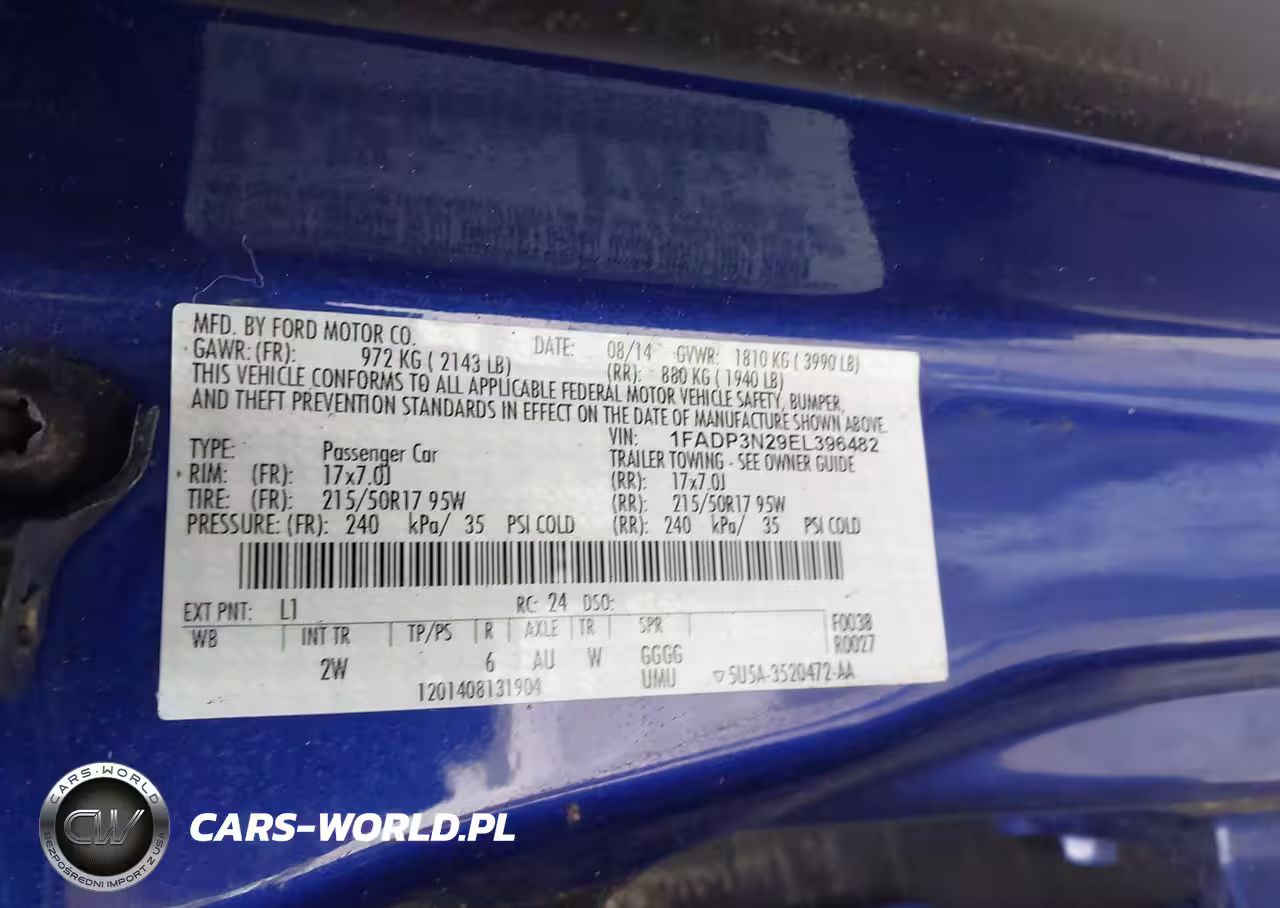 MFD. BY FORD MOTOR CO. DATE: 08/14 GVWR: 1810 KG ( 3990 LB)
GAWR: (FR): 972 KG ( 2143 LB) (RR): 880 KG ( 1940 LB)
THIS VEHICLE CONFORMS TO ALL APPLICABLE FEDERAL MOTOR VEHICLE SAFETY, BUMPER,
AND THEFT PREVENTION STANDARDS IN EFFECT ON THE DATE OF MANUFACTURE SHOWN ABOVE.
VIN: 1FADP3N29EL396482
TYPE: Passenger Car TRAILER TOWING - SEE OWNER GUIDE
RIM: (FR): 17x7.0J (RR): 17x7.0J
TIRE: (FR): 215/50R17 95W (RR): 215/50R17 95W
PRESSURE: (FR): 240 kPa/ 35 PSI COLD (RR): 240 kPa/ 35 PSI COLD
EXT PNT: L1 RC: 24 DSO:
WB INT TR TP/PS R AXLE TR SPR F0038
R0027
2W 6 AU W GGGG
UMU ▽5U5A-3520472-AA
1201408131904
CARS-WORLD
CW
BEZPOŚREDNI IMPORT Z USA
CARS-WORLD.PL